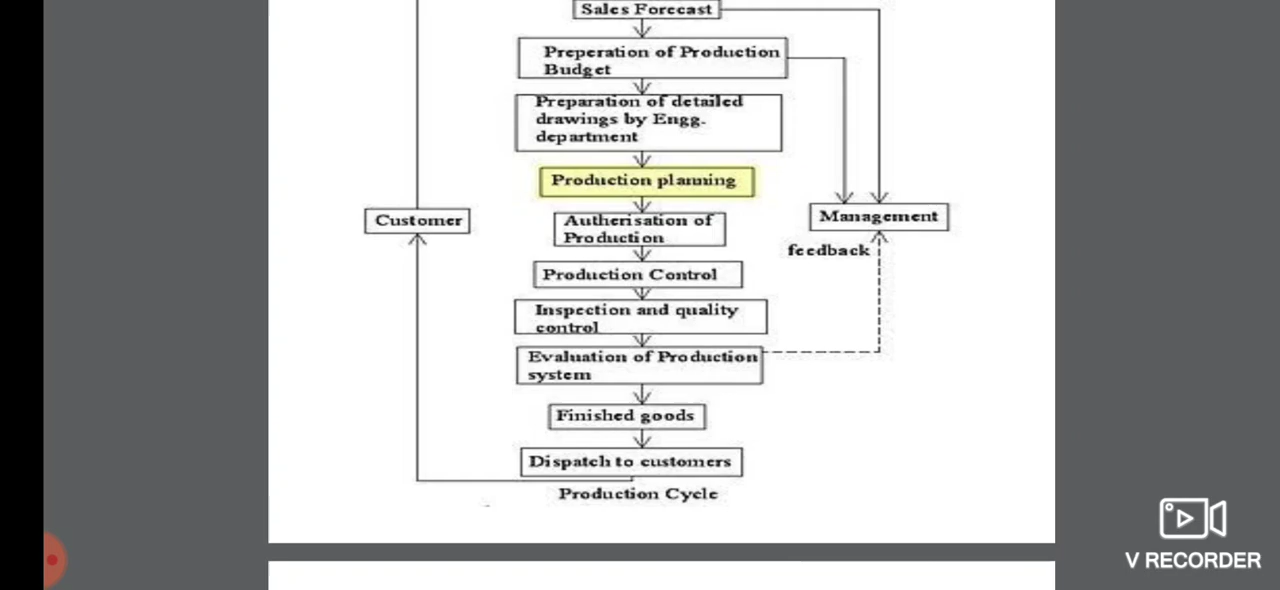 Sales Forecast
Preperation of Production
Budget
Preparation of detailed
drawings by Engg.
department
Production planning
Customer
Autherisation of
Production
Management
feedback
Production Control
Inspection and quality
control
Evaluation of Production
system
Finished goods
Dispatch to customers
Production Cycle
V RECORDER